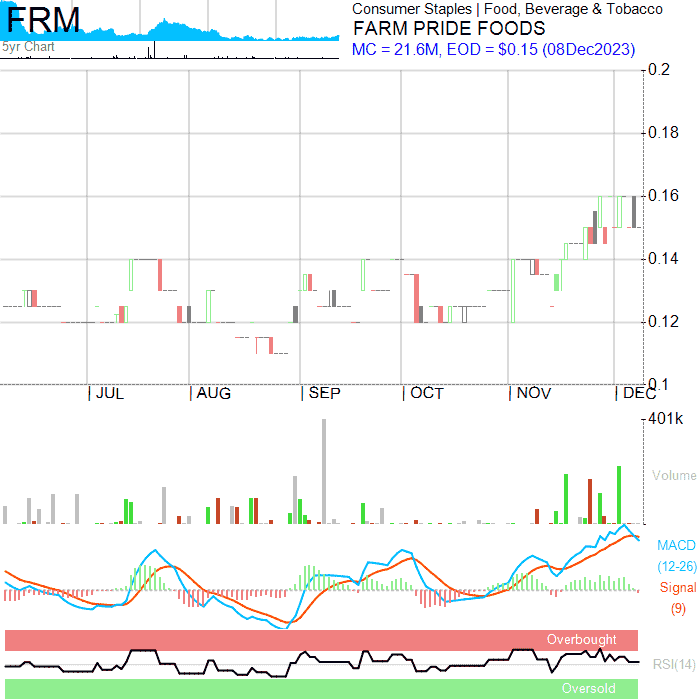 FRM
5yr Chart
Consumer Staples | Food, Beverage & Tobacco
FARM PRIDE FOODS
MC = 21.6M, EOD = $0.15 (08Dec2023)
0.2
0.18
0.16
0.14
0.12
0.1
JUL
AUG
SEP
OCT
NOV
DEC
401k
Volume
MACD
(12-26)
Signal
(9)
Overbought
RSI(14)
Oversold